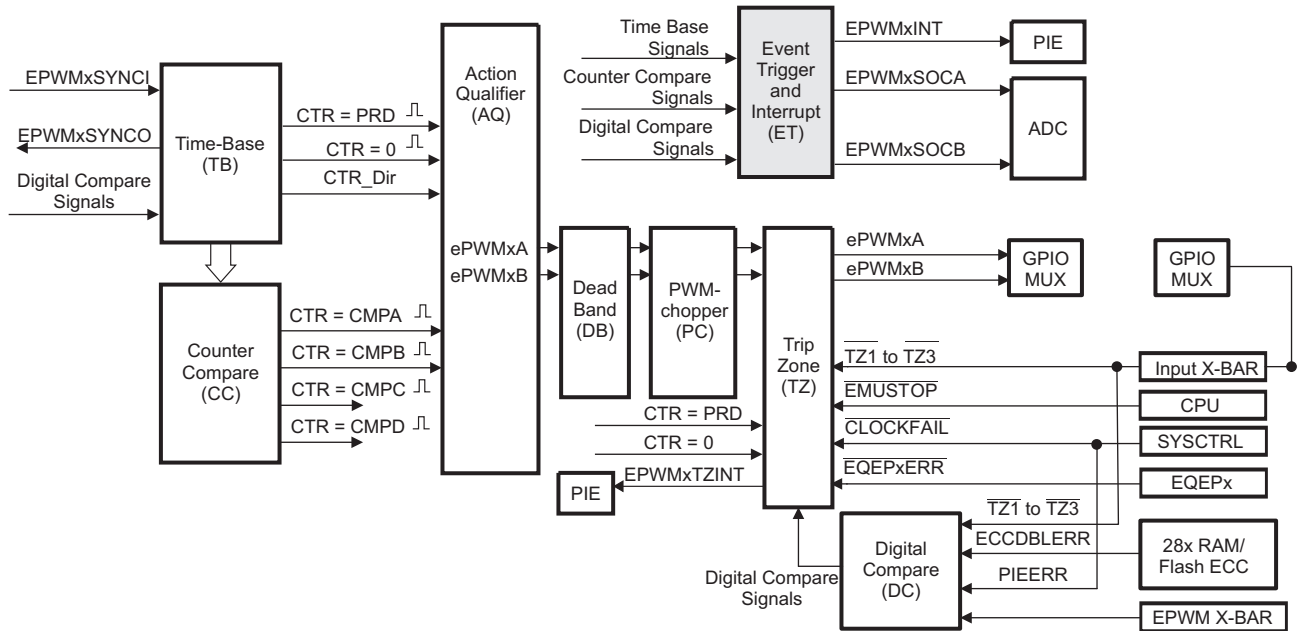 EPWMxSYNCI
EPWMxSYNCO
Digital Compare
Signals
Time-Base
(TB)
CTR = PRD
CTR = 0
CTR_Dir
Action
Qualifier
(AQ)
ePWMxA
ePWMxB
Counter
Compare
(CC)
CTR = CMPA
CTR = CMPB
CTR = CMPC
CTR = CMPD
Time Base
Signals
Counter Compare
Signals
Digital Compare
Signals
Event
Trigger
and
Interrupt
(ET)
EPWMxINT
EPWMxSOCA
EPWMxSOCB
PIE
ADC
Dead
Band
(DB)
PWM-
chopper
(PC)
Trip
Zone
(TZ)
ePWMxA
ePWMxB
GPIO
MUX
GPIO
MUX
TZ1 to TZ3
EMUSTOP
CLOCKFAIL
EQEPxERR
Input X-BAR
CPU
SYSCTRL
EQEPx
CTR = PRD
CTR = 0
EPWMxTZINT
PIE
TZ1 to TZ3
ECCDBLERR
PIEERR
28x RAM/
Flash ECC
EPWM X-BAR
Digital
Compare
(DC)
Digital Compare
Signals